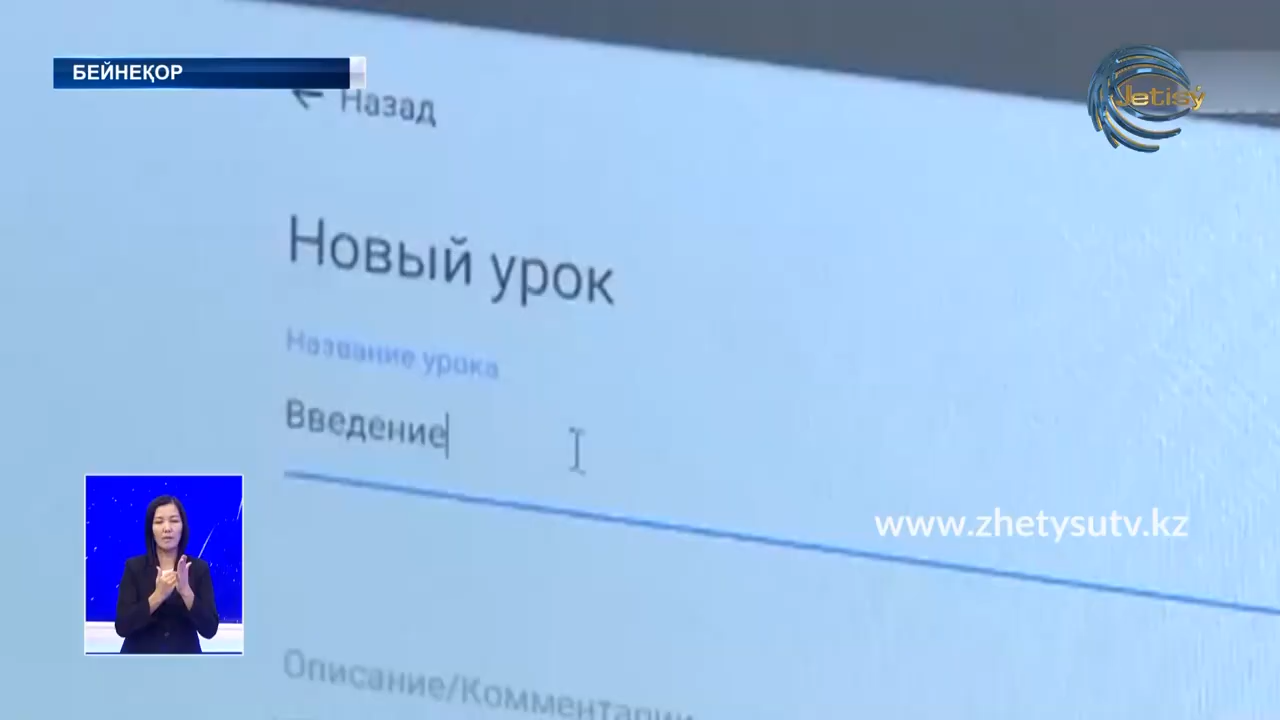 БЕЙНЕҚОР
Jetisý
← Назад
Новый урок
Название урока
Введение
www.zhetysutv.kz
Описание/Комментарии